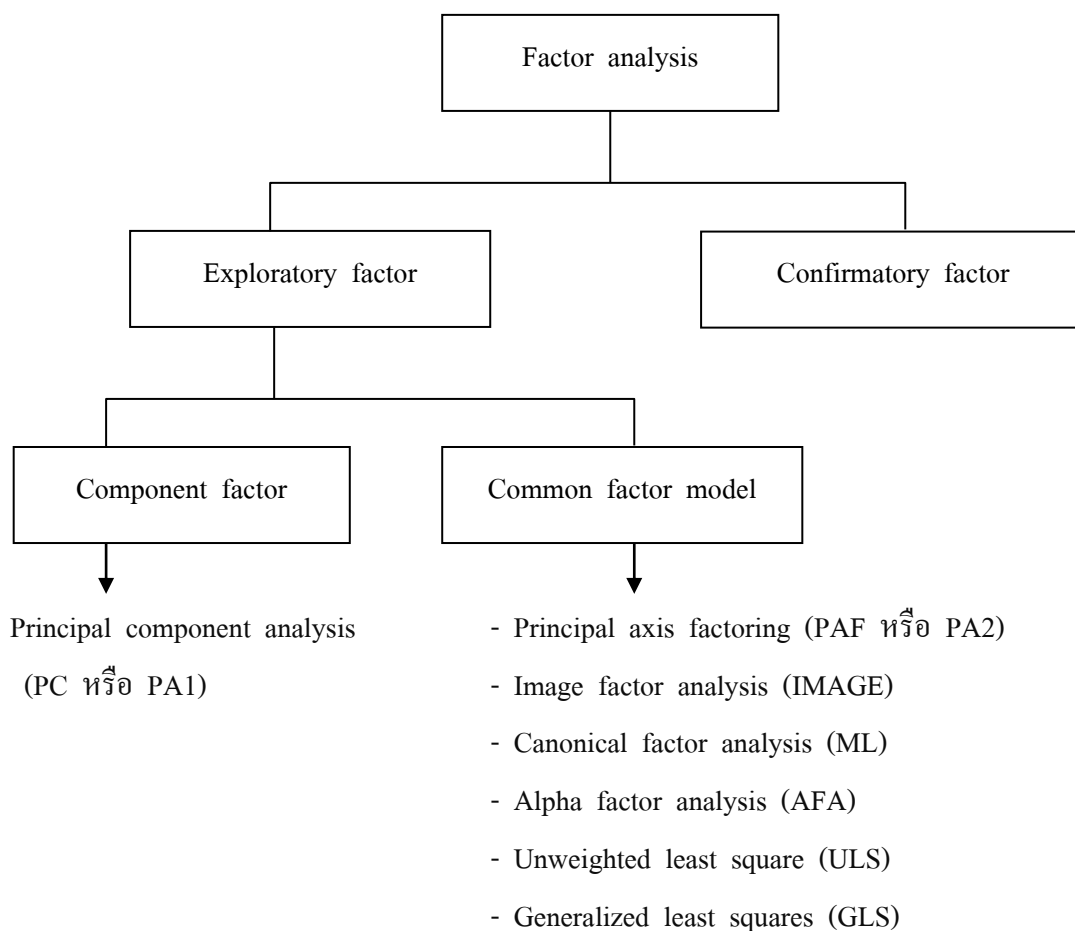 Factor analysis
Exploratory factor
Confirmatory factor
Component factor
Common factor model
Principal component analysis
(PC หรือ PA1)
- Principal axis factoring (PAF หรือ PA2)
- Image factor analysis (IMAGE)
- Canonical factor analysis (ML)
- Alpha factor analysis (AFA)
- Unweighted least square (ULS)
- Generalized least squares (GLS)